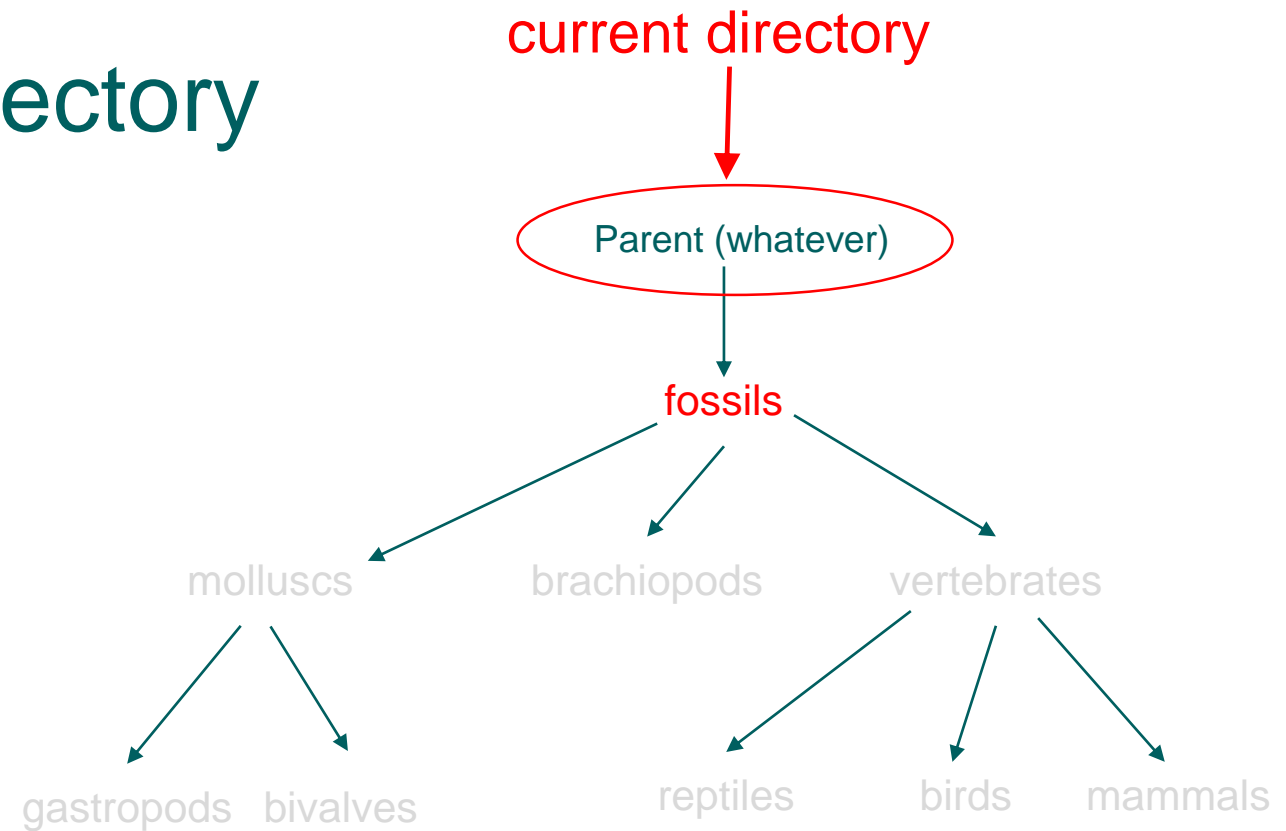 current directory
ectory
Parent (whatever)
fossils
molluscs brachiopods vertebrates
gastropods bivalves reptiles birds mammals